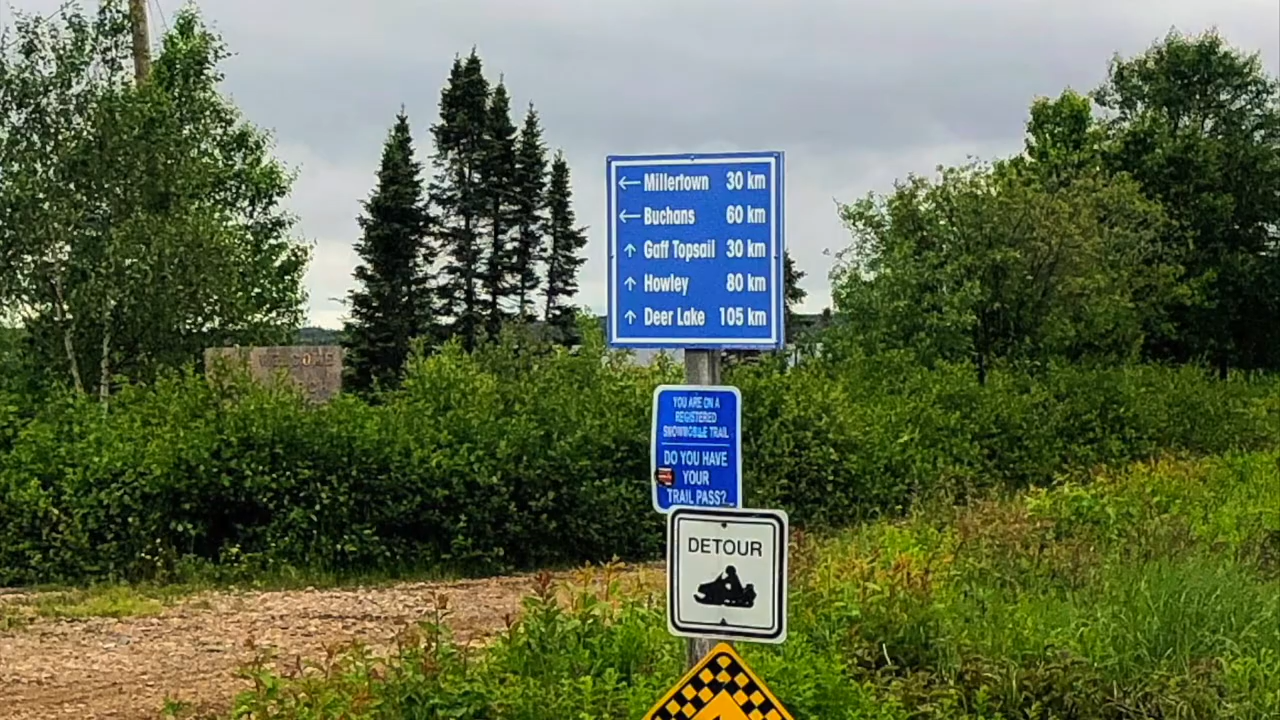 ← Millertown 30 km
← Buchans 60 km
↑ Gaff Topsail 30 km
↑ Howley 80 km
↑ Deer Lake 105 km
YOU ARE ON A
REGISTERED
SNOWMOBILE TRAIL
DO YOU HAVE
YOUR
TRAIL PASS?
DETOUR